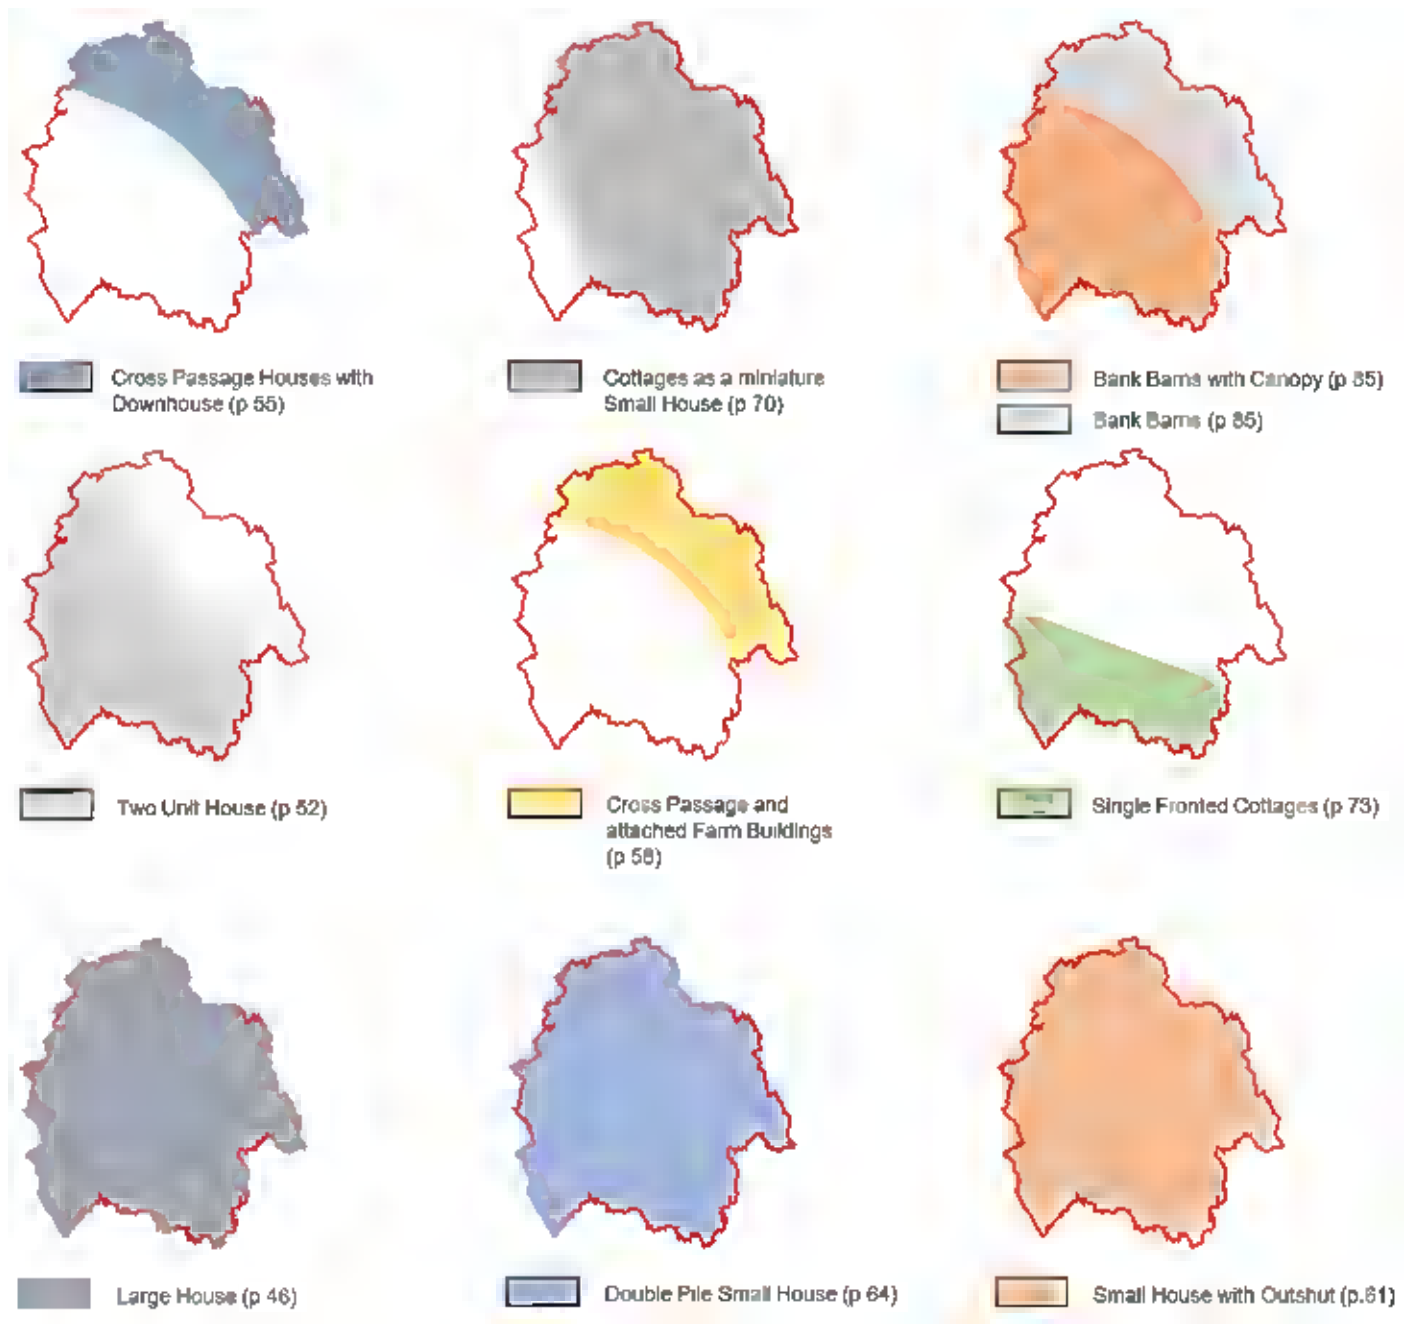 Cross Passage Houses with
Downhouse (p 55)
Cottages as a miniature
Small House (p 70)
Bank Barns with Canopy (p 85)
Bank Barns (p 85)
Two Unit House (p 52)
Cross Passage and
attached Farm Buildings
(p 58)
Single Fronted Cottages (p 73)
Large House (p 46)
Double Pile Small House (p 64)
Small House with Outshut (p.61)